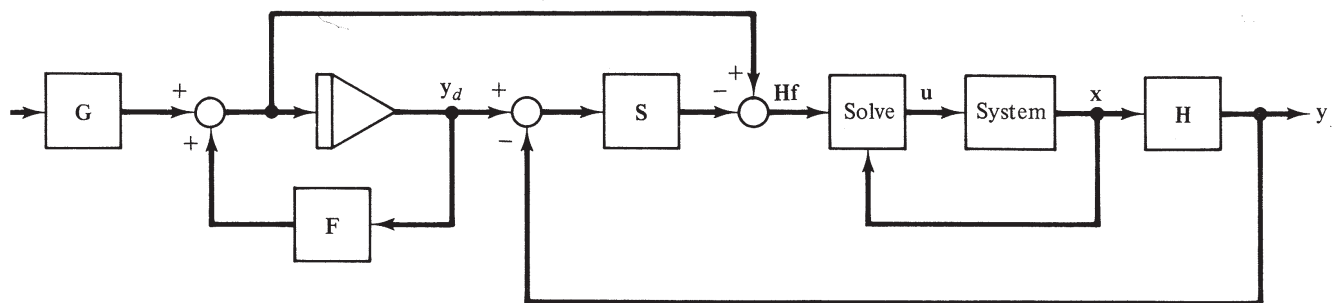 G
+
+
y_d
+
-
S
+
-
Hf
Solve
u
System
x
H
y
F